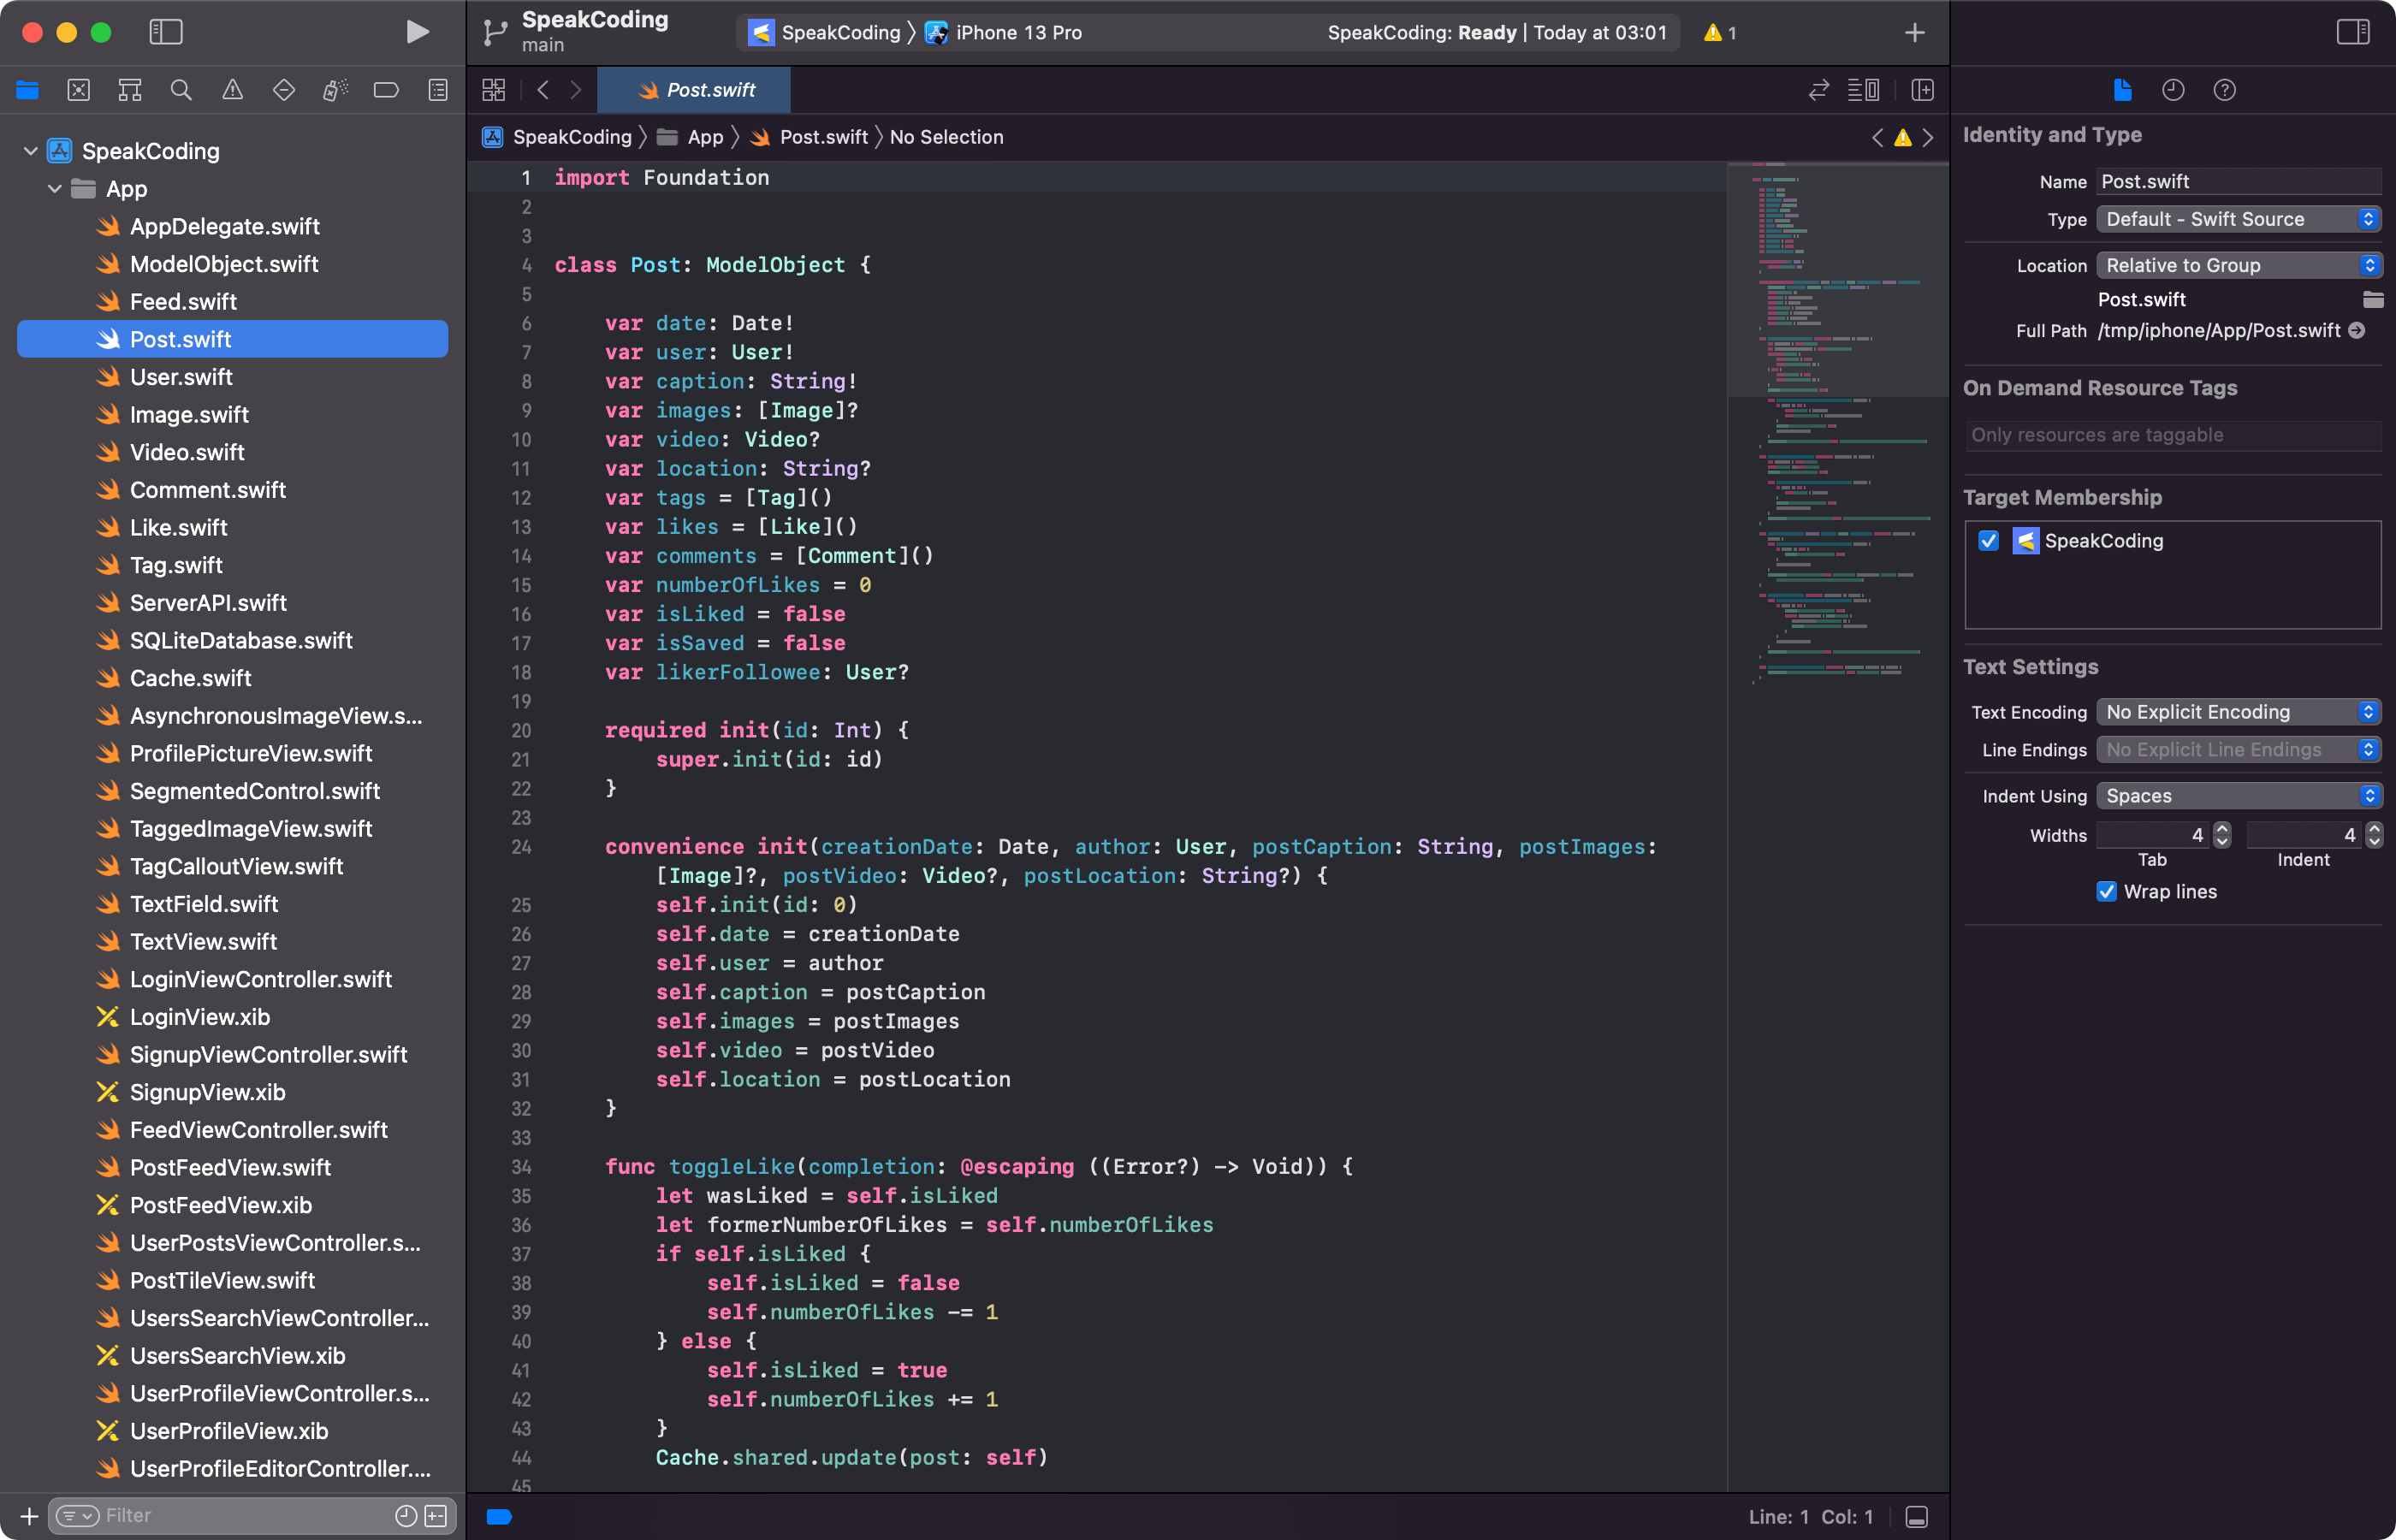 SpeakCoding
main
SpeakCoding
iPhone 13 Pro
SpeakCoding: Ready | Today at 03:01
1
Post.swift
SpeakCoding
App
Post.swift
No Selection
SpeakCoding
App
AppDelegate.swift
ModelObject.swift
Feed.swift
Post.swift
User.swift
Image.swift
Video.swift
Comment.swift
Like.swift
Tag.swift
ServerAPI.swift
SQLiteDatabase.swift
Cache.swift
AsynchronousImageView.s...
ProfilePictureView.swift
SegmentedControl.swift
TaggedImageView.swift
TagCalloutView.swift
TextField.swift
TextView.swift
LoginViewController.swift
LoginView.xib
SignupViewController.swift
SignupView.xib
FeedViewController.swift
PostFeedView.swift
PostFeedView.xib
UserPostsViewController.s...
PostTileView.swift
UsersSearchViewController...
UsersSearchView.xib
UserProfileViewController.s...
UserProfileView.xib
UserProfileEditorController....
Filter
1 import Foundation
2
3
4 class Post: ModelObject {
5
6     var date: Date!
7     var user: User!
8     var caption: String!
9     var images: [Image]?
10     var video: Video?
11     var location: String?
12     var tags = [Tag]()
13     var likes = [Like]()
14     var comments = [Comment]()
15     var numberOfLikes = 0
16     var isLiked = false
17     var isSaved = false
18     var likerFollowee: User?
19
20     required init(id: Int) {
21         super.init(id: id)
22     }
23
24     convenience init(creationDate: Date, author: User, postCaption: String, postImages:
[Image]?, postVideo: Video?, postLocation: String?) {
25         self.init(id: 0)
26         self.date = creationDate
27         self.user = author
28         self.caption = postCaption
29         self.images = postImages
30         self.video = postVideo
31         self.location = postLocation
32     }
33
34     func toggleLike(completion: @escaping ((Error?) -> Void)) {
35         let wasLiked = self.isLiked
36         let formerNumberOfLikes = self.numberOfLikes
37         if self.isLiked {
38             self.isLiked = false
39             self.numberOfLikes -= 1
40         } else {
41             self.isLiked = true
42             self.numberOfLikes += 1
43         }
44         Cache.shared.update(post: self)
45
Line: 1 Col: 1
Identity and Type
Name Post.swift
Type Default - Swift Source
Location Relative to Group
Post.swift
Full Path /tmp/iphone/App/Post.swift
On Demand Resource Tags
Only resources are taggable
Target Membership
SpeakCoding
Text Settings
Text Encoding No Explicit Encoding
Line Endings No Explicit Line Endings
Indent Using Spaces
Widths 4 4
Tab Indent
Wrap lines